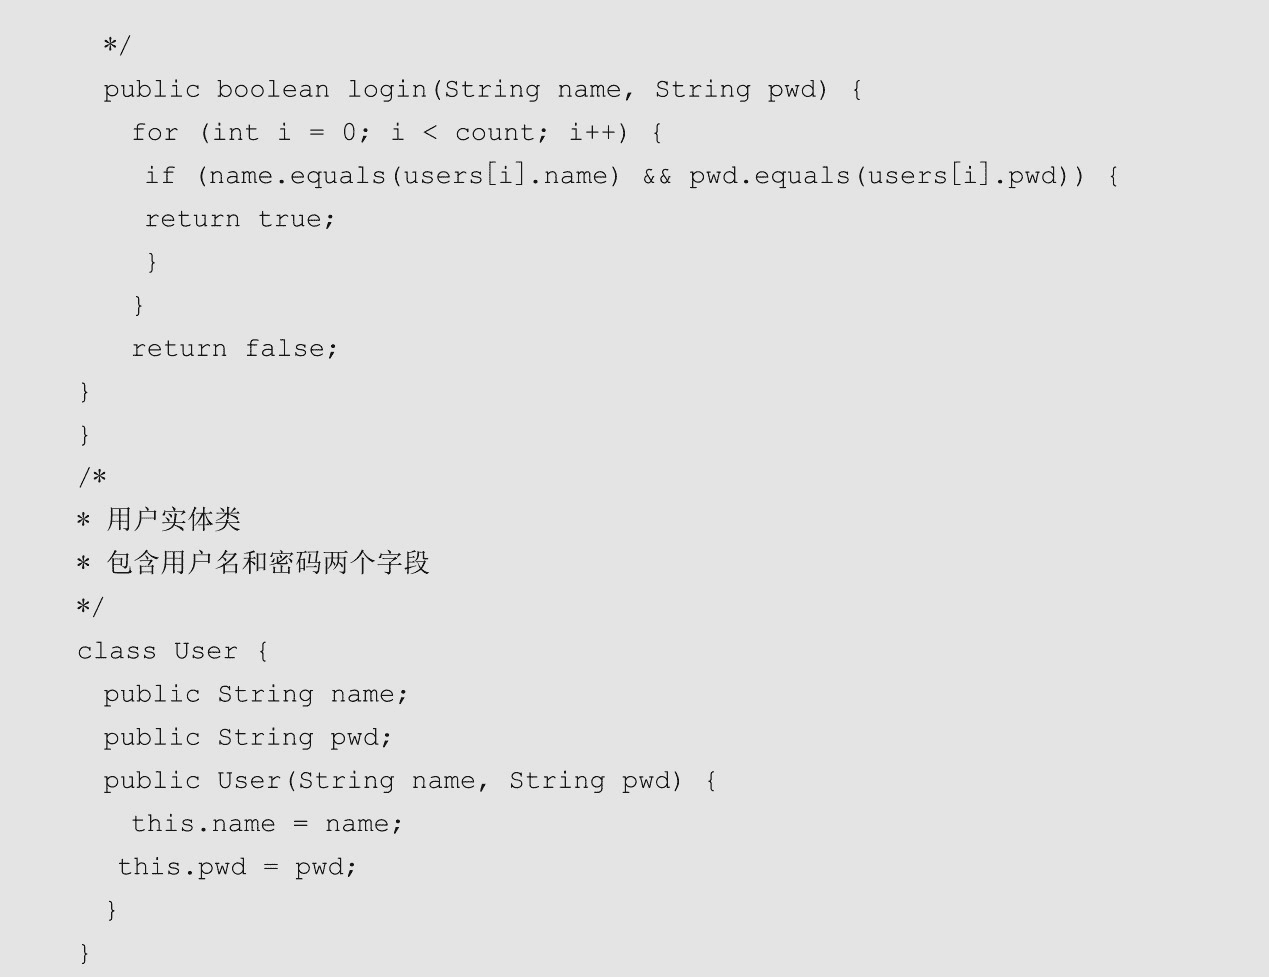 */
public boolean login(String name, String pwd) {
for (int i = 0; i < count; i++) {
if (name.equals(users[i].name) && pwd.equals(users[i].pwd)) {
return true;
}
}
return false;
}
}
/*
* 用户实体类
* 包含用户名和密码两个字段
*/
class User {
public String name;
public String pwd;
public User(String name, String pwd) {
this.name = name;
this.pwd = pwd;
}
}